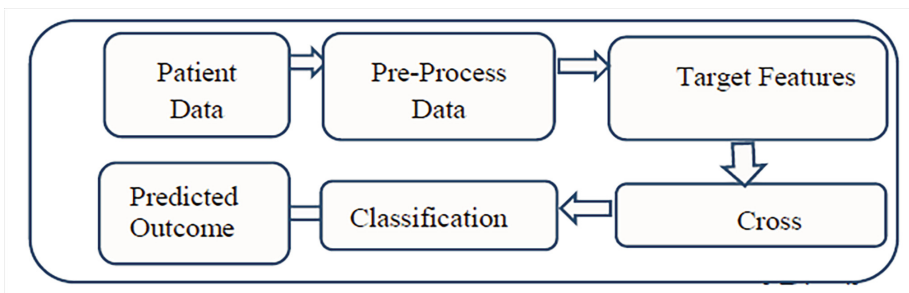 Patient
Data
Pre-Process
Data
Target Features
Predicted
Outcome
Classification
Cross